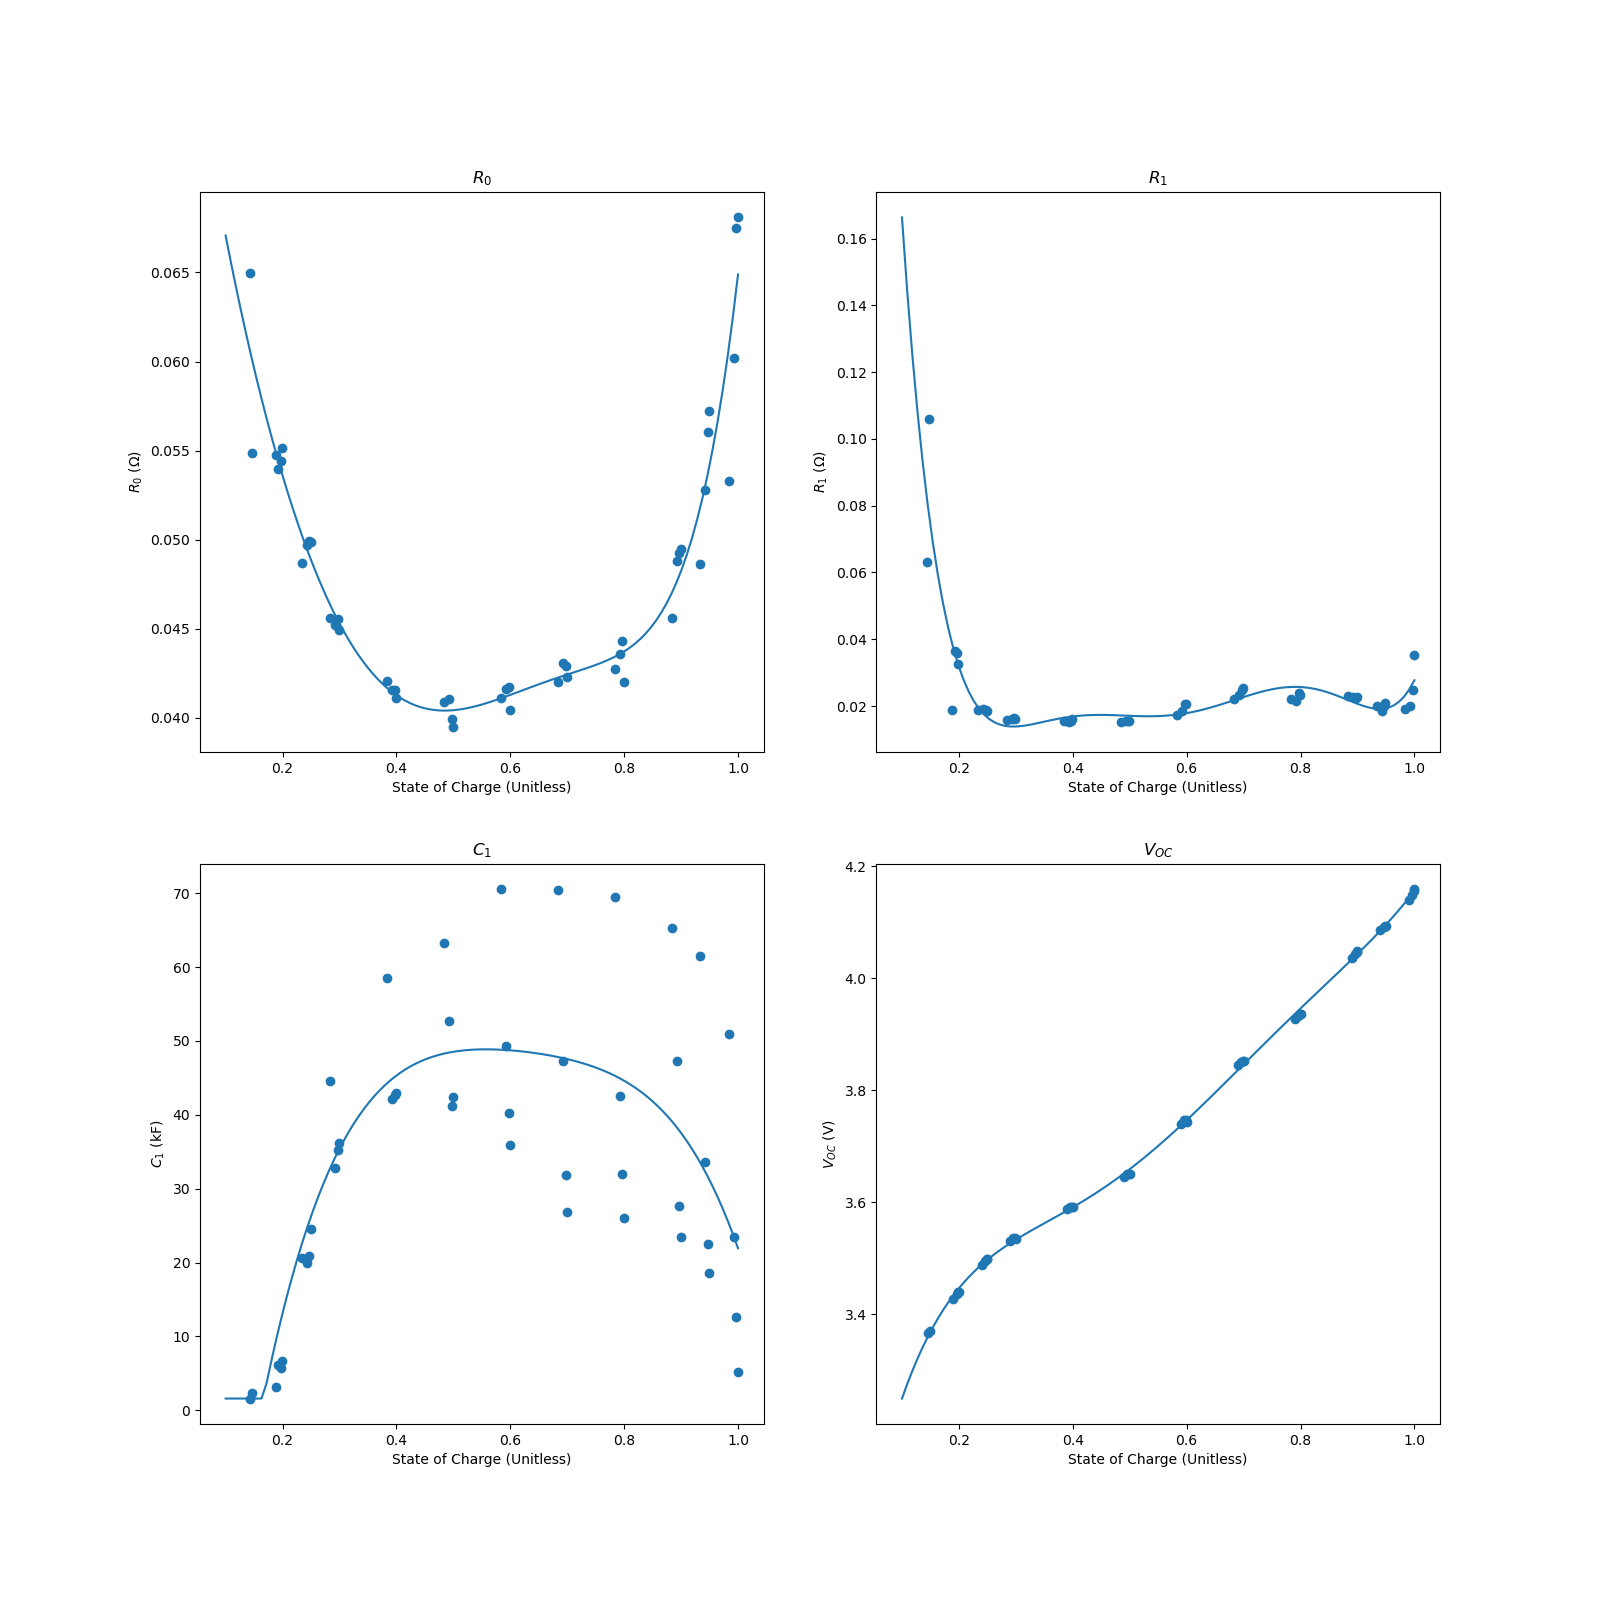 R₀
0.065
0.060
0.055
0.050
0.045
0.040
R₀ (Ω)
0.2 0.4 0.6 0.8 1.0
State of Charge (Unitless)
R₁
0.16
0.14
0.12
0.10
0.08
0.06
0.04
0.02
R₁ (Ω)
0.2 0.4 0.6 0.8 1.0
State of Charge (Unitless)
C₁
70
60
50
40
30
20
10
0
C₁ (kF)
0.2 0.4 0.6 0.8 1.0
State of Charge (Unitless)
V_OC
4.2
4.0
3.8
3.6
3.4
V_OC (V)
0.2 0.4 0.6 0.8 1.0
State of Charge (Unitless)